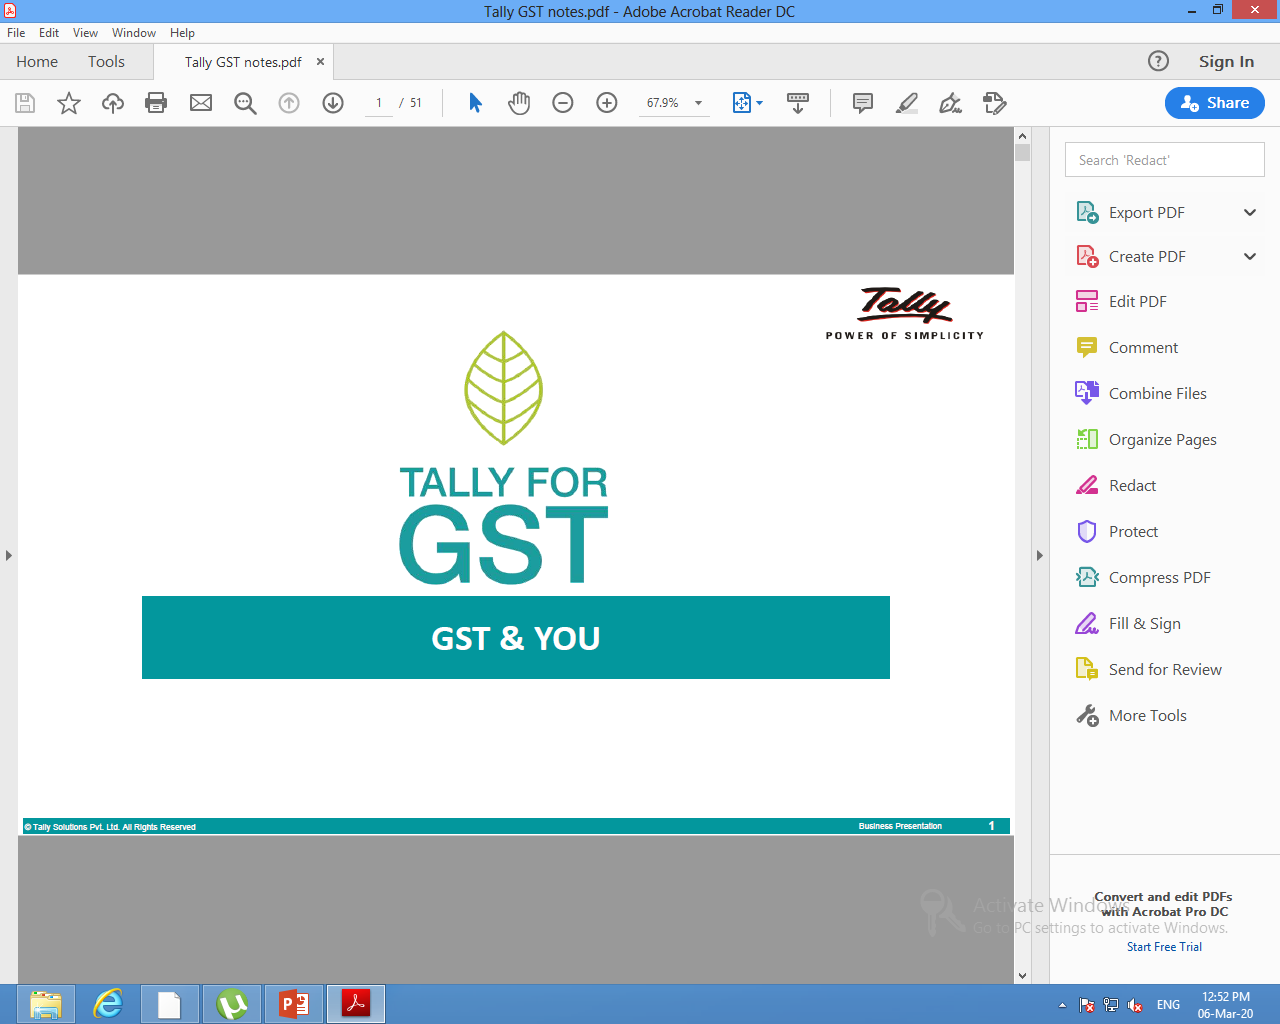 Tally GST notes.pdf - Adobe Acrobat Reader DC
File Edit View Window Help
Home Tools Tally GST notes.pdf × Sign In
1 / 51 67.9% Share
Search 'Redact'
Export PDF
Create PDF
Edit PDF
Comment
Combine Files
Organize Pages
Redact
Protect
Compress PDF
Fill & Sign
Send for Review
More Tools
Tally
POWER OF SIMPLICITY
TALLY FOR
GST
GST & YOU
© Tally Solutions Pvt. Ltd. All Rights Reserved Business Presentation 1
Convert and edit PDFs
with Acrobat Pro DC
Start Free Trial
Activate Windows
Go to PC settings to activate Windows.
ENG 12:52 PM
06-Mar-20